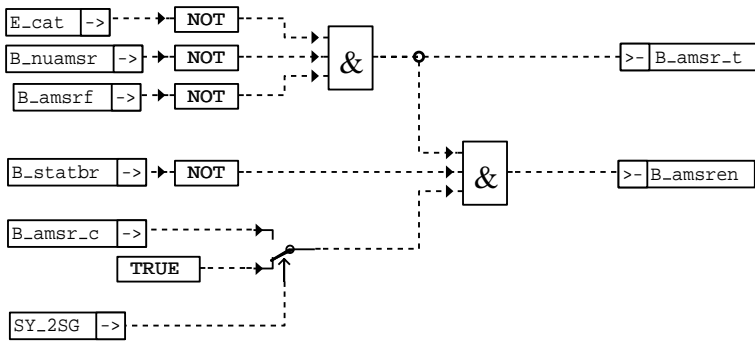 E_cat -> NOT
B_nuamsr -> NOT & >- B_amsr_t
B_amsrf -> NOT
B_statbr -> NOT & >- B_amsren
B_amsr_c ->
TRUE
SY_2SG ->